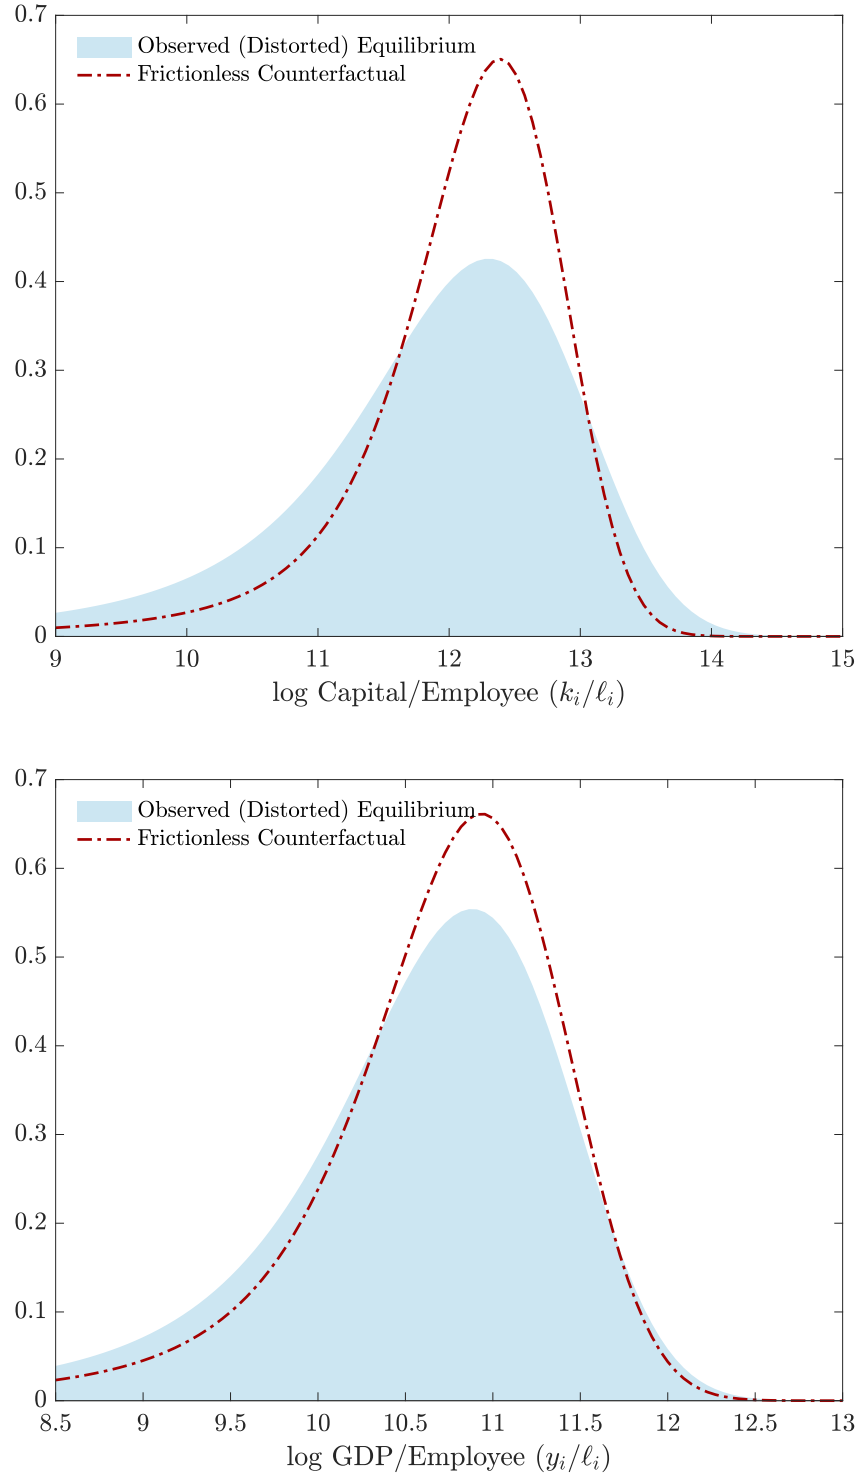 0.7
Observed (Distorted) Equilibrium
Frictionless Counterfactual
0.6
0.5
0.4
0.3
0.2
0.1
0
9 10 11 12 13 14 15
log Capital/Employee (k_i/ℓ_i)
0.7
Observed (Distorted) Equilibrium
Frictionless Counterfactual
0.6
0.5
0.4
0.3
0.2
0.1
0
8.5 9 9.5 10 10.5 11 11.5 12 12.5 13
log GDP/Employee (y_i/ℓ_i)